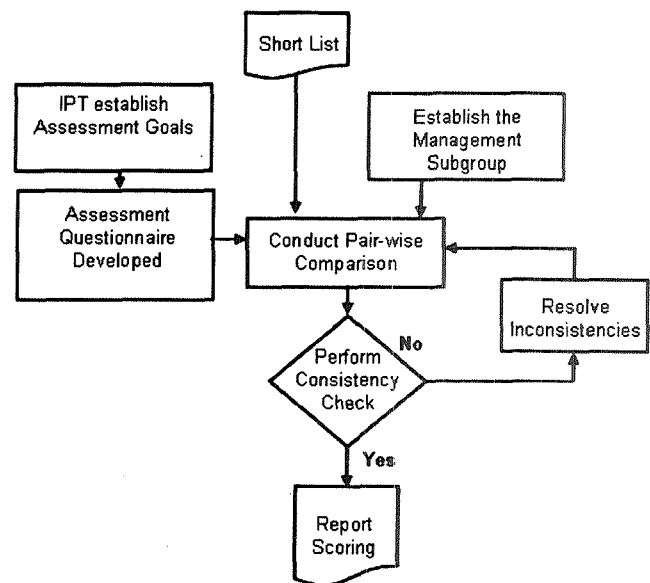 Short List
IPT establish
Assessment Goals
Establish the
Management
Subgroup
Assessment
Questionnaire
Developed
Conduct Pair-wise
Comparison
Resolve
Inconsistencies
No
Perform
Consistency
Check
Yes
Report
Scoring